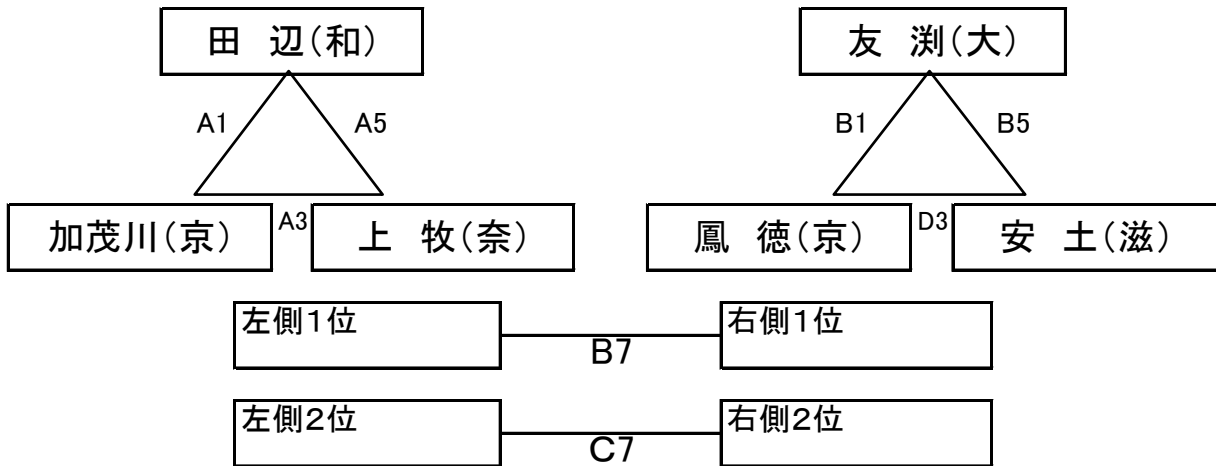 田 辺(和)
友 渕(大)
A1
A5
B1
B5
加茂川(京)
A3
上 牧(奈)
鳳 徳(京)
D3
安 土(滋)
左側1位
B7
右側1位
左側2位
C7
右側2位